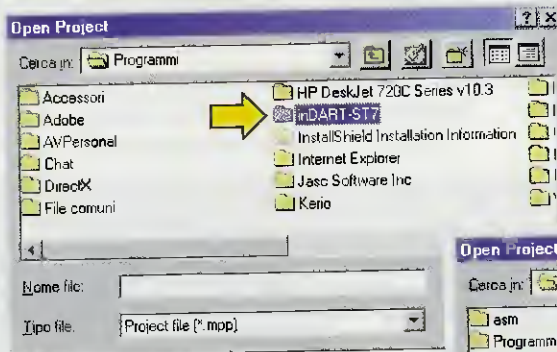 Open Project
Cerca in: Programmi
Accessori
Adobe
AVPersonal
Chat
DirectX
File comuni
HP DeskJet 720C Series v10.3
inDART-ST7
InstallShield Installation Information
Internet Explorer
Jasc Software Inc
Kerio
Nome file:
Tipo file: Project file (*.mpp)
Open Project
Cerca in:
asm
Programmi